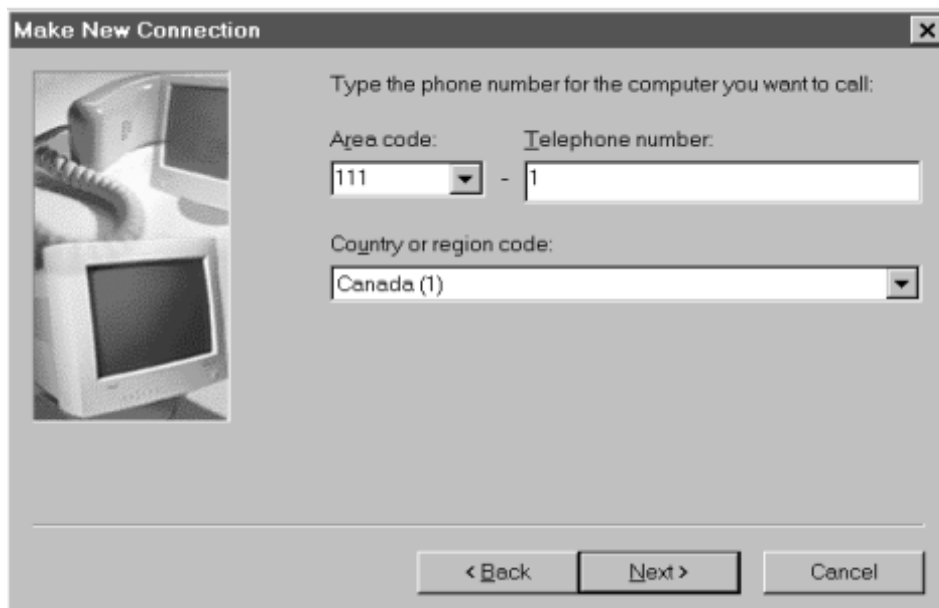 Make New Connection
Type the phone number for the computer you want to call:
Area code: Telephone number:
111 - 1
Country or region code:
Canada (1)
< Back Next > Cancel